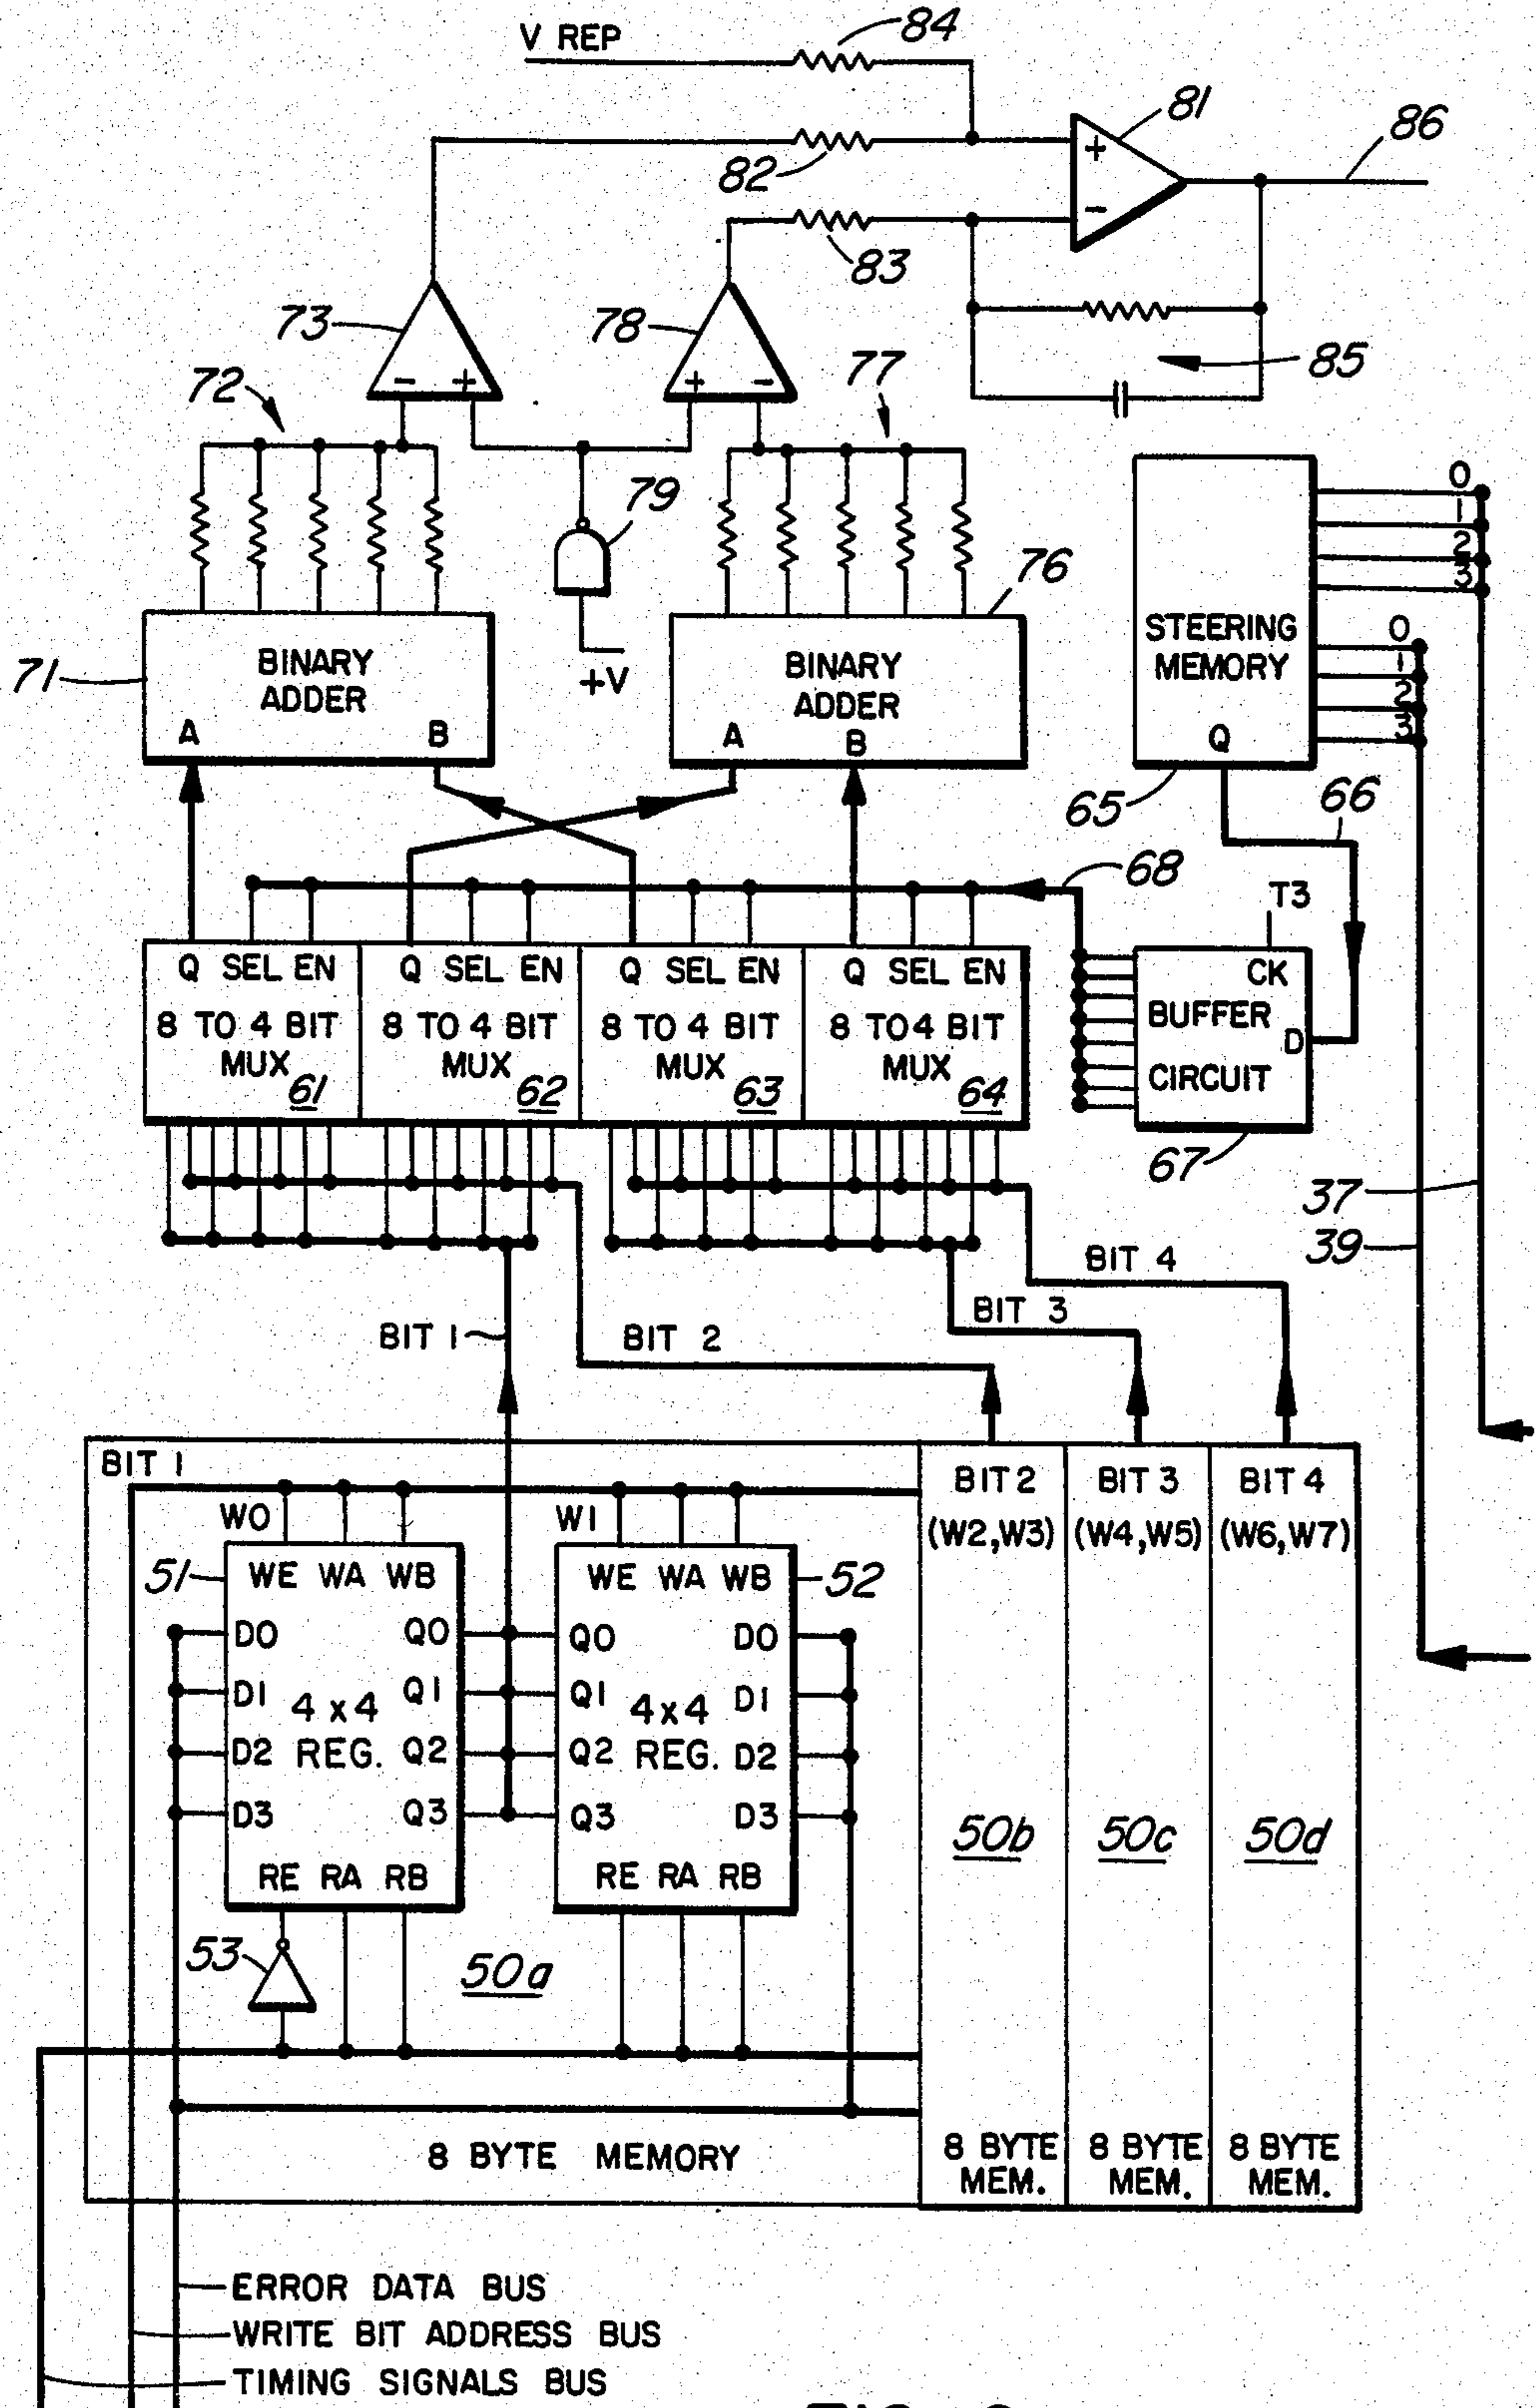 84
V REP
81
86
82
+
-
83
73
78
77
85
72
- +
+ -
79
76
0
1
2
3
STEERING
MEMORY
0
1
2
3
Q
71
BINARY
ADDER
A B
+V
BINARY
ADDER
A B
65
66
68
T3
Q SEL EN Q SEL EN Q SEL EN Q SEL EN
8 TO 4 BIT 8 TO 4 BIT 8 TO 4 BIT 8 TO 4 BIT
MUX MUX MUX MUX
61 62 63 64
CK
BUFFER
D
CIRCUIT
67
37
39
BIT 4
BIT 3
BIT 1 BIT 2
BIT 1
W0 W1
BIT 2 BIT 3 BIT 4
(W2,W3) (W4,W5) (W6,W7)
51 WE WA WB WE WA WB 52
D0 Q0 Q0 D0
D1 Q1 Q1 D1
4 x 4 4x4
D2 REG. Q2 Q2 REG. D2
D3 Q3 Q3 D3
50b 50c 50d
RE RA RB RE RA RB
53
50a
8 BYTE MEMORY
8 BYTE 8 BYTE 8 BYTE
MEM. MEM. MEM.
ERROR DATA BUS
WRITE BIT ADDRESS BUS
TIMING SIGNALS BUS